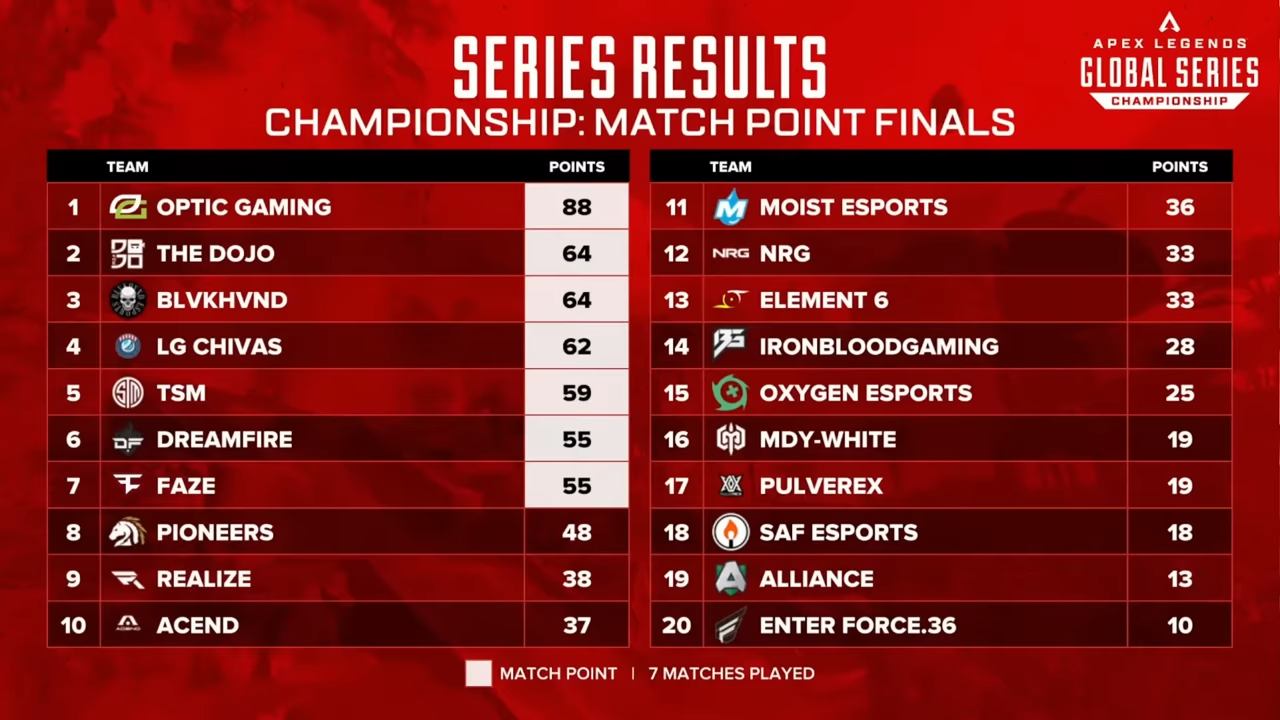 SERIES RESULTS
CHAMPIONSHIP: MATCH POINT FINALS
APEX LEGENDS
GLOBAL SERIES
CHAMPIONSHIP
TEAM POINTS
1 OPTIC GAMING 88
2 THE DOJO 64
3 BLVKHVND 64
4 LG CHIVAS 62
5 TSM 59
6 DREAMFIRE 55
7 FAZE 55
8 PIONEERS 48
9 REALIZE 38
10 ACEND 37
TEAM POINTS
11 MOIST ESPORTS 36
12 NRG NRG 33
13 ELEMENT 6 33
14 IRONBLOODGAMING 28
15 OXYGEN ESPORTS 25
16 MDY-WHITE 19
17 PULVEREX 19
18 SAF ESPORTS 18
19 ALLIANCE 13
20 ENTER FORCE.36 10
MATCH POINT | 7 MATCHES PLAYED